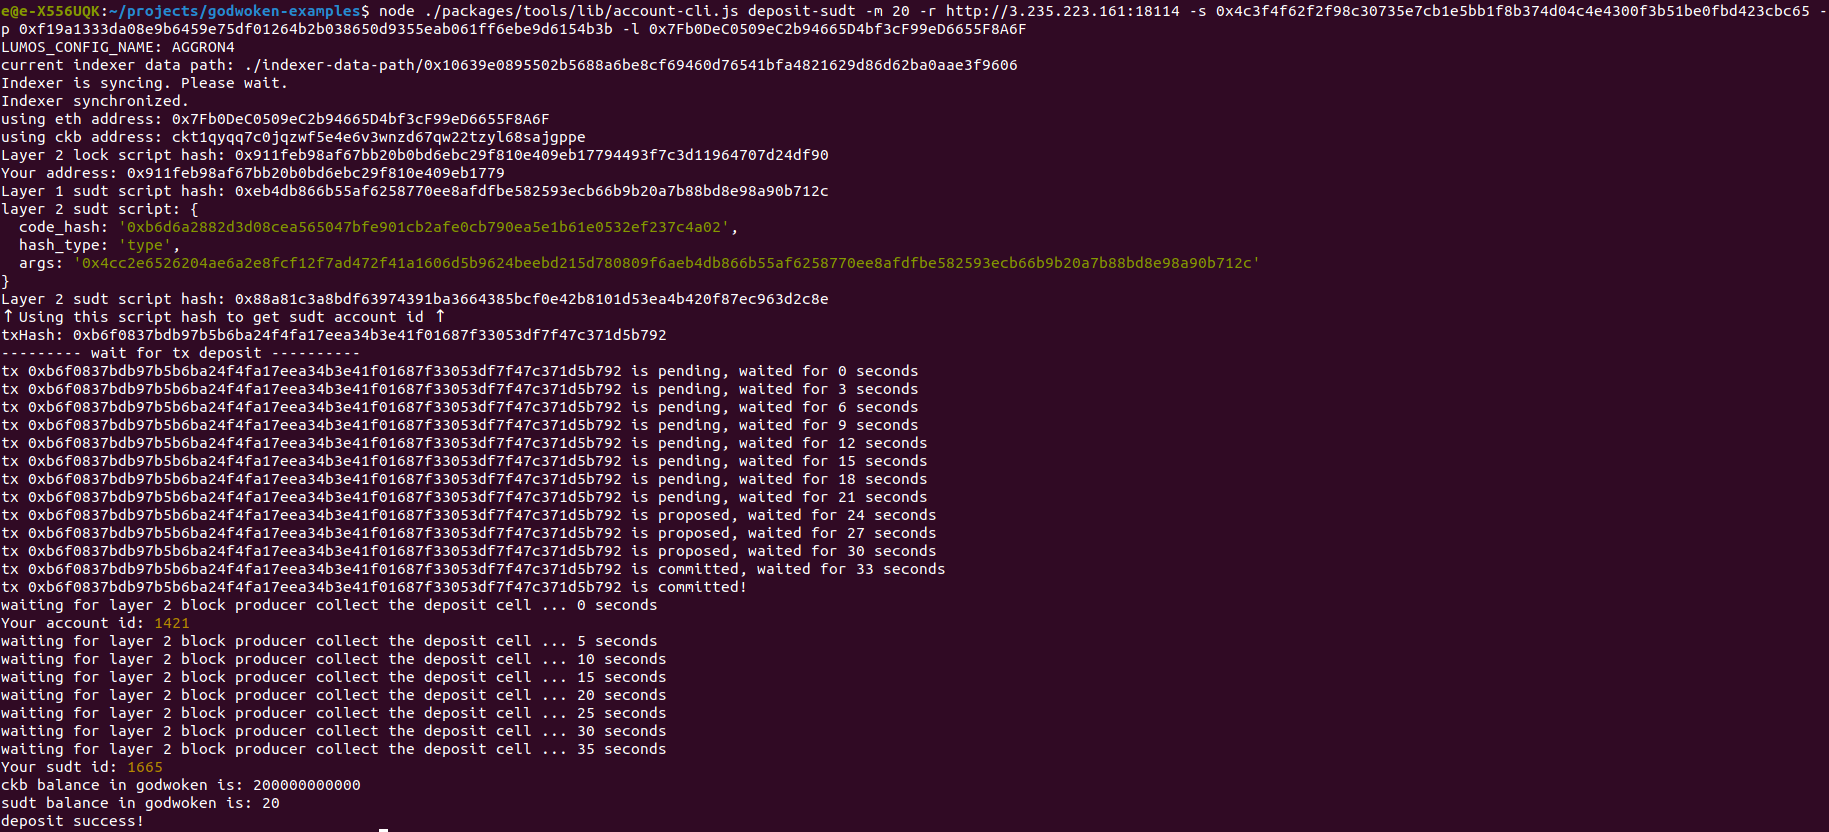 e@e-X556UQK:~/projects/godwoken-examples$ node ./packages/tools/lib/account-cli.js deposit-sudt -m 20 -r http://3.235.223.161:18114 -s 0x4c3f4f62f2f98c30735e7cb1e5bb1f8b374d04c4e4300f3b51be0fbd423cbc65 -
p 0xf19a1333da08e9b6459e75df01264b2b038650d9355eab061ff6ebe9d6154b3b -l 0x7Fb0DeC0509eC2b94665D4bf3cF99eD6655F8A6F
LUMOS_CONFIG_NAME: AGGRON4
current indexer data path: ./indexer-data-path/0x10639e0895502b5688a6be8cf69460d76541bfa4821629d86d62ba0aae3f9606
Indexer is syncing. Please wait.
Indexer synchronized.
using eth address: 0x7Fb0DeC0509eC2b94665D4bf3cF99eD6655F8A6F
using ckb address: ckt1qyqq7c0jqzwf5e4e6v3wnzd67qw22tzyl68sajgppe
Layer 2 lock script hash: 0x911feb98af67bb20b0bd6ebc29f810e409eb17794493f7c3d11964707d24df90
Your address: 0x911feb98af67bb20b0bd6ebc29f810e409eb1779
Layer 1 sudt script hash: 0xeb4db866b55af6258770ee8afdfbe582593ecb66b9b20a7b88bd8e98a90b712c
layer 2 sudt script: {
  code_hash: '0xb6d6a2882d3d08cea565047bfe901cb2afe0cb790ea5e1b61e0532ef237c4a02',
  hash_type: 'type',
  args: '0x4cc2e6526204ae6a2e8fcf12f7ad472f41a1606d5b9624beebd215d780809f6aeb4db866b55af6258770ee8afdfbe582593ecb66b9b20a7b88bd8e98a90b712c'
}
Layer 2 sudt script hash: 0x88a81c3a8bdf63974391ba3664385bcf0e42b8101d53ea4b420f87ec963d2c8e
↑Using this script hash to get sudt account id ↑
txHash: 0xb6f0837bdb97b5b6ba24f4fa17eea34b3e41f01687f33053df7f47c371d5b792
--------- wait for tx deposit ----------
tx 0xb6f0837bdb97b5b6ba24f4fa17eea34b3e41f01687f33053df7f47c371d5b792 is pending, waited for 0 seconds
tx 0xb6f0837bdb97b5b6ba24f4fa17eea34b3e41f01687f33053df7f47c371d5b792 is pending, waited for 3 seconds
tx 0xb6f0837bdb97b5b6ba24f4fa17eea34b3e41f01687f33053df7f47c371d5b792 is pending, waited for 6 seconds
tx 0xb6f0837bdb97b5b6ba24f4fa17eea34b3e41f01687f33053df7f47c371d5b792 is pending, waited for 9 seconds
tx 0xb6f0837bdb97b5b6ba24f4fa17eea34b3e41f01687f33053df7f47c371d5b792 is pending, waited for 12 seconds
tx 0xb6f0837bdb97b5b6ba24f4fa17eea34b3e41f01687f33053df7f47c371d5b792 is pending, waited for 15 seconds
tx 0xb6f0837bdb97b5b6ba24f4fa17eea34b3e41f01687f33053df7f47c371d5b792 is pending, waited for 18 seconds
tx 0xb6f0837bdb97b5b6ba24f4fa17eea34b3e41f01687f33053df7f47c371d5b792 is pending, waited for 21 seconds
tx 0xb6f0837bdb97b5b6ba24f4fa17eea34b3e41f01687f33053df7f47c371d5b792 is proposed, waited for 24 seconds
tx 0xb6f0837bdb97b5b6ba24f4fa17eea34b3e41f01687f33053df7f47c371d5b792 is proposed, waited for 27 seconds
tx 0xb6f0837bdb97b5b6ba24f4fa17eea34b3e41f01687f33053df7f47c371d5b792 is proposed, waited for 30 seconds
tx 0xb6f0837bdb97b5b6ba24f4fa17eea34b3e41f01687f33053df7f47c371d5b792 is committed, waited for 33 seconds
tx 0xb6f0837bdb97b5b6ba24f4fa17eea34b3e41f01687f33053df7f47c371d5b792 is committed!
waiting for layer 2 block producer collect the deposit cell ... 0 seconds
Your account id: 1421
waiting for layer 2 block producer collect the deposit cell ... 5 seconds
waiting for layer 2 block producer collect the deposit cell ... 10 seconds
waiting for layer 2 block producer collect the deposit cell ... 15 seconds
waiting for layer 2 block producer collect the deposit cell ... 20 seconds
waiting for layer 2 block producer collect the deposit cell ... 25 seconds
waiting for layer 2 block producer collect the deposit cell ... 30 seconds
waiting for layer 2 block producer collect the deposit cell ... 35 seconds
Your sudt id: 1665
ckb balance in godwoken is: 200000000000
sudt balance in godwoken is: 20
deposit success!